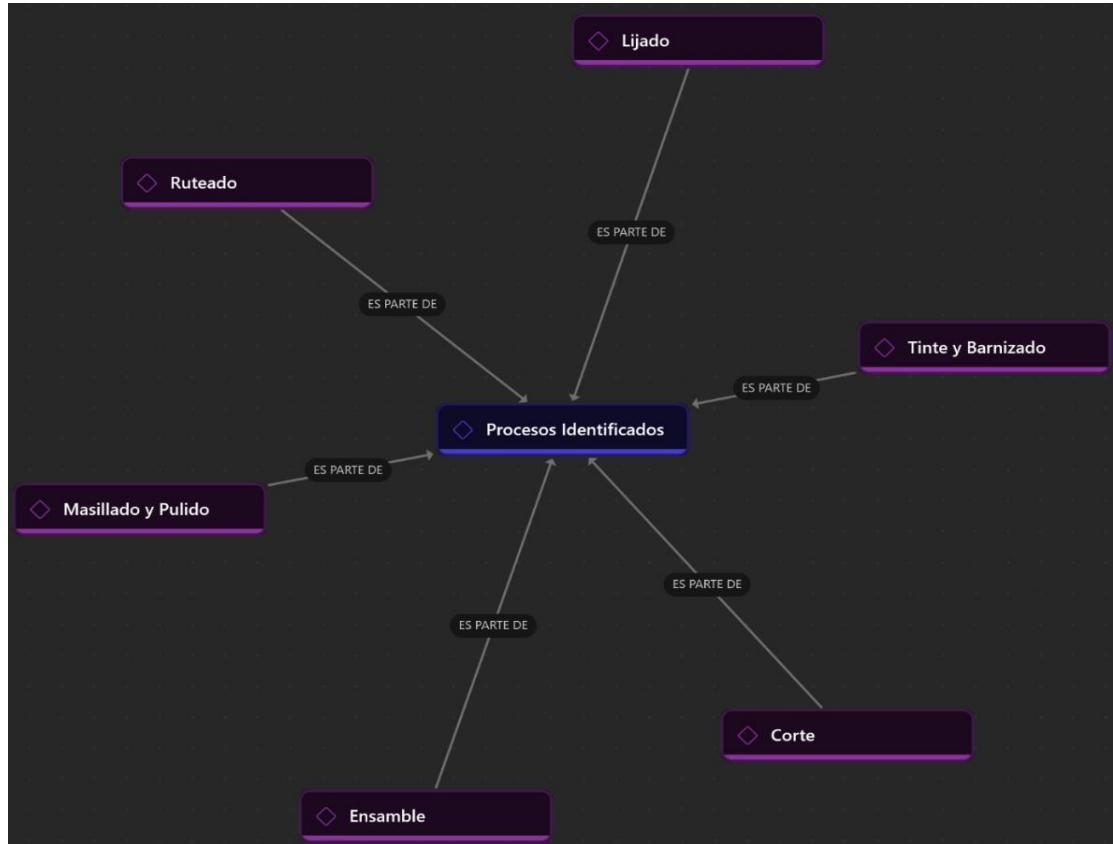 Lijado
Ruteado
ES PARTE DE
ES PARTE DE
Tinte y Barnizado
ES PARTE DE
Procesos Identificados
ES PARTE DE
Masillado y Pulido
ES PARTE DE
ES PARTE DE
Corte
Ensamble